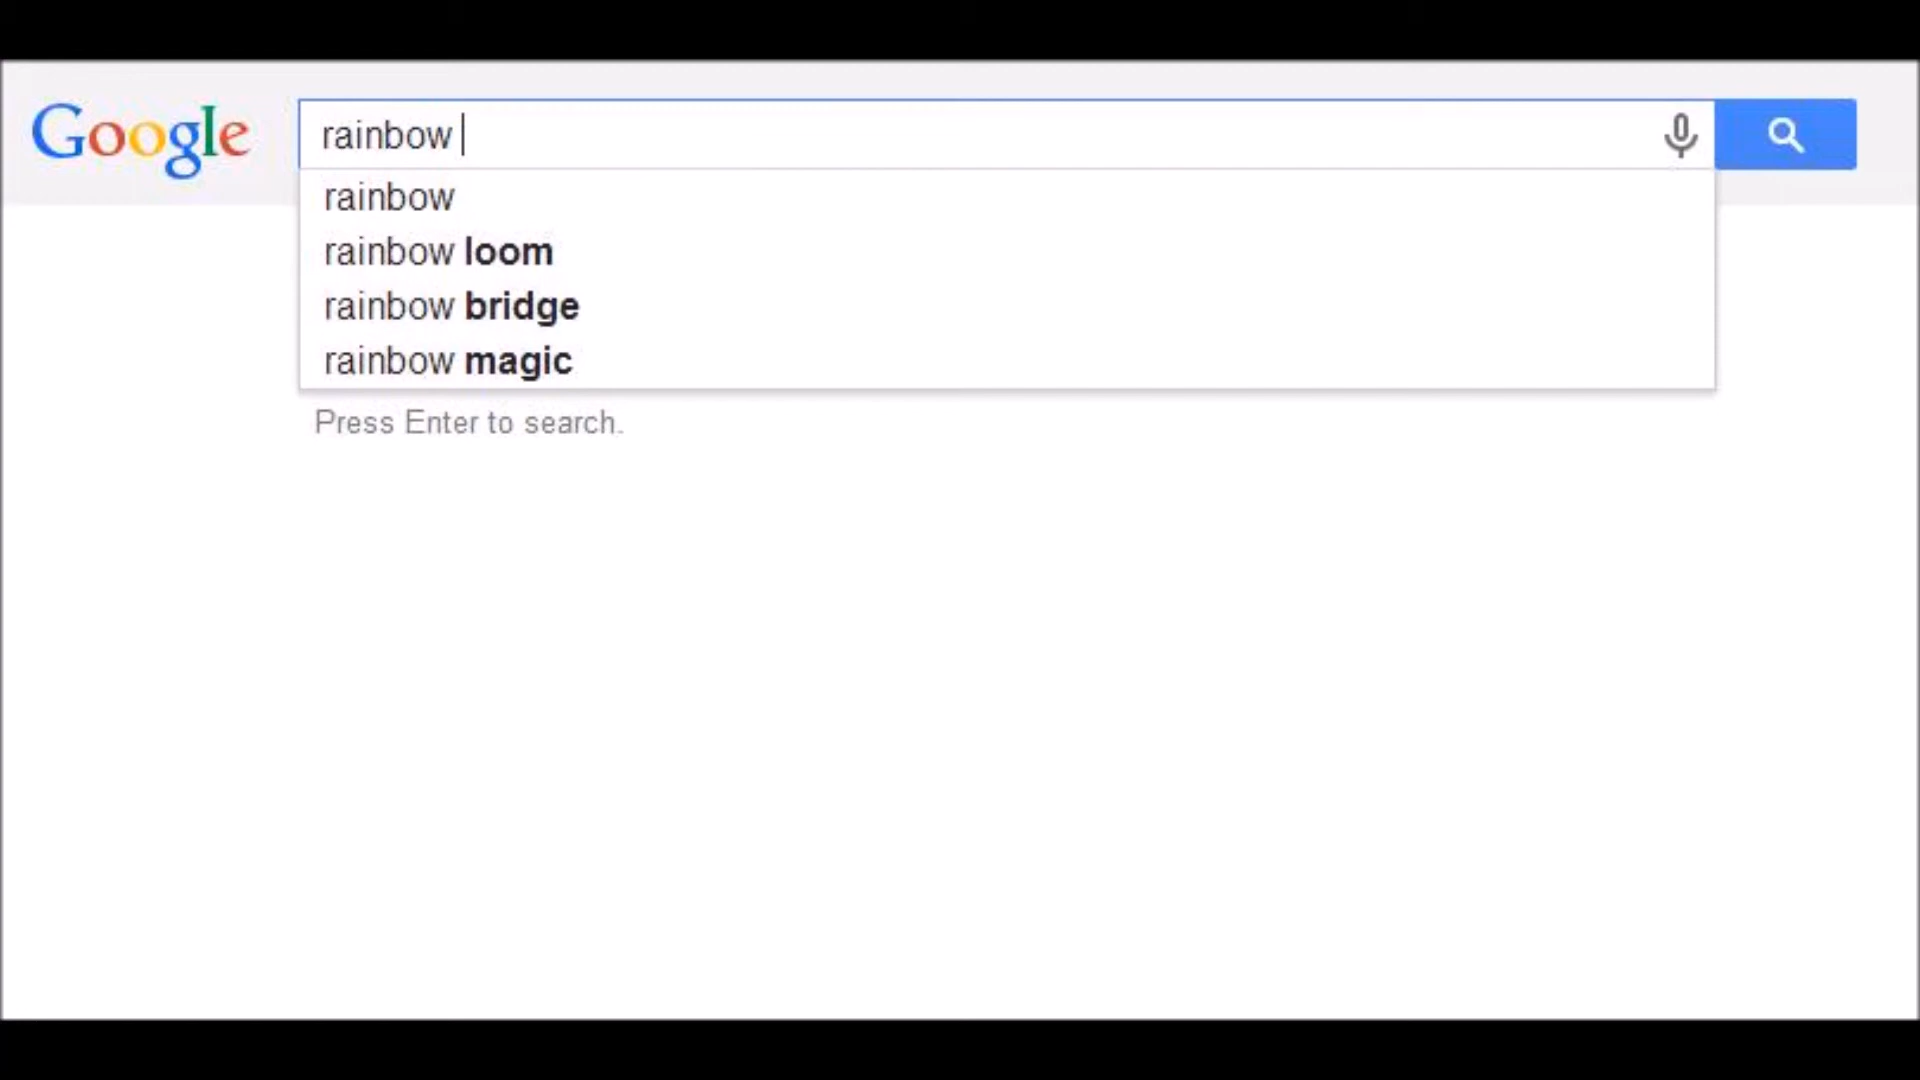 Google
rainbow
rainbow
rainbow loom
rainbow bridge
rainbow magic
Press Enter to search.